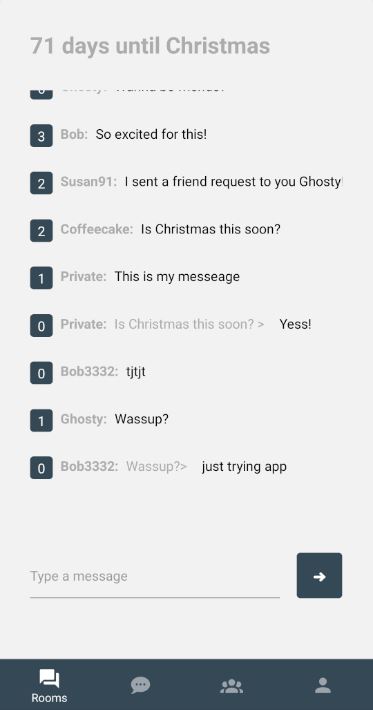 71 days until Christmas
3 Bob: So excited for this!
2 Susan91: I sent a friend request to you Ghosty
2 Coffeecake: Is Christmas this soon?
1 Private: This is my messeage
0 Private: Is Christmas this soon? > Yess!
0 Bob3332: tjtjt
1 Ghosty: Wassup?
0 Bob3332: Wassup?> just trying app
Type a message
Rooms